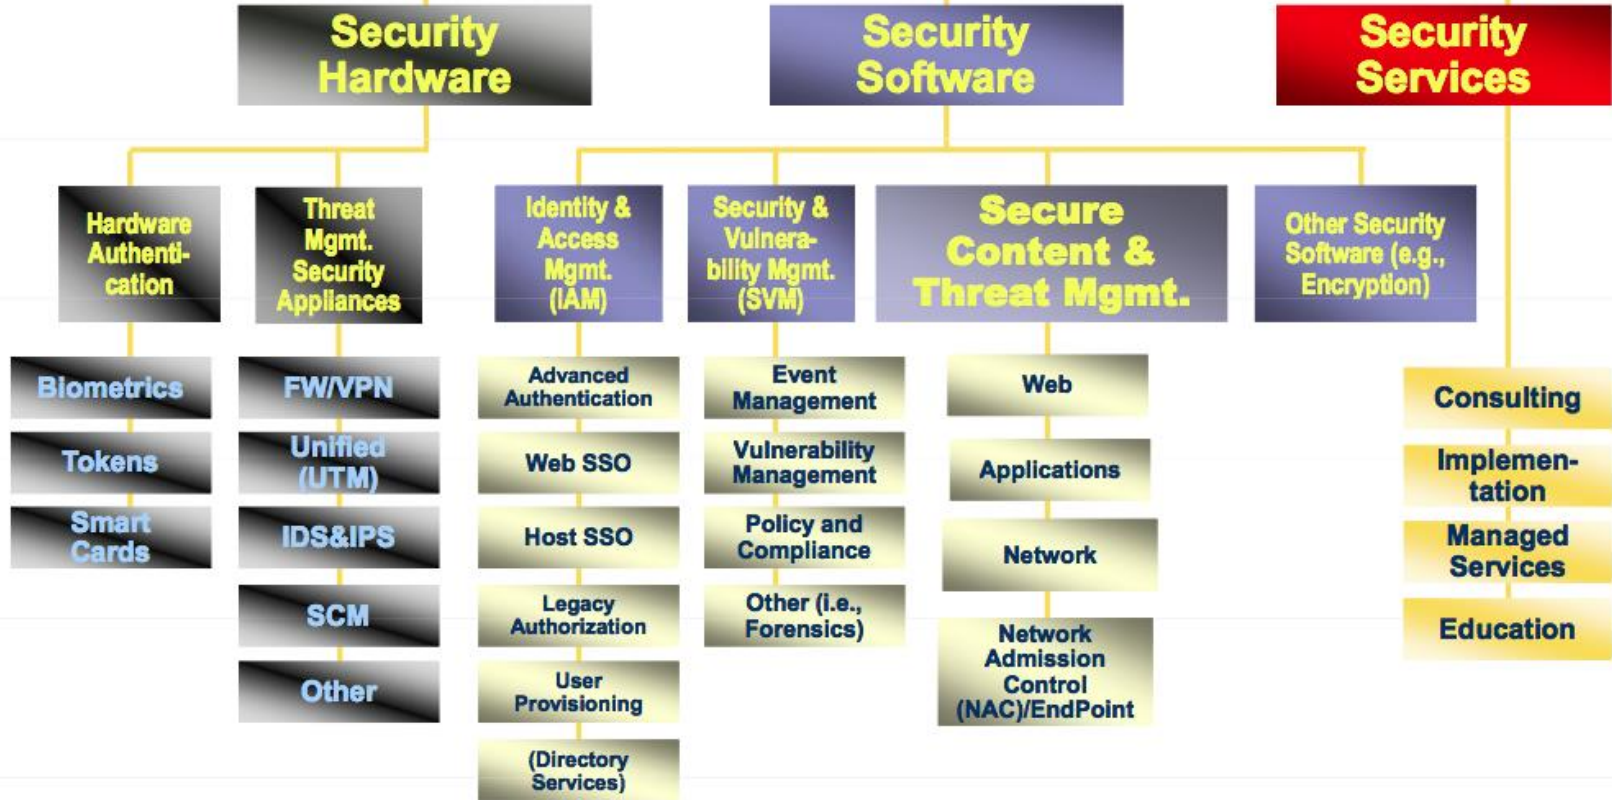 Security
Hardware
Security
Software
Security
Services
Hardware
Authenti-
cation
Threat
Mgmt.
Security
Appliances
Identity &
Access
Mgmt.
(IAM)
Security &
Vulnera-
bility Mgmt.
(SVM)
Secure
Content &
Threat Mgmt.
Other Security
Software (e.g.,
Encryption)
Biometrics
Tokens
Smart
Cards
FW/VPN
Unified
(UTM)
IDS&IPS
SCM
Other
Advanced
Authentication
Web SSO
Host SSO
Legacy
Authorization
User
Provisioning
(Directory
Services)
Event
Management
Vulnerability
Management
Policy and
Compliance
Other (i.e.,
Forensics)
Web
Applications
Network
Network
Admission
Control
(NAC)/EndPoint
Consulting
Implemen-
tation
Managed
Services
Education